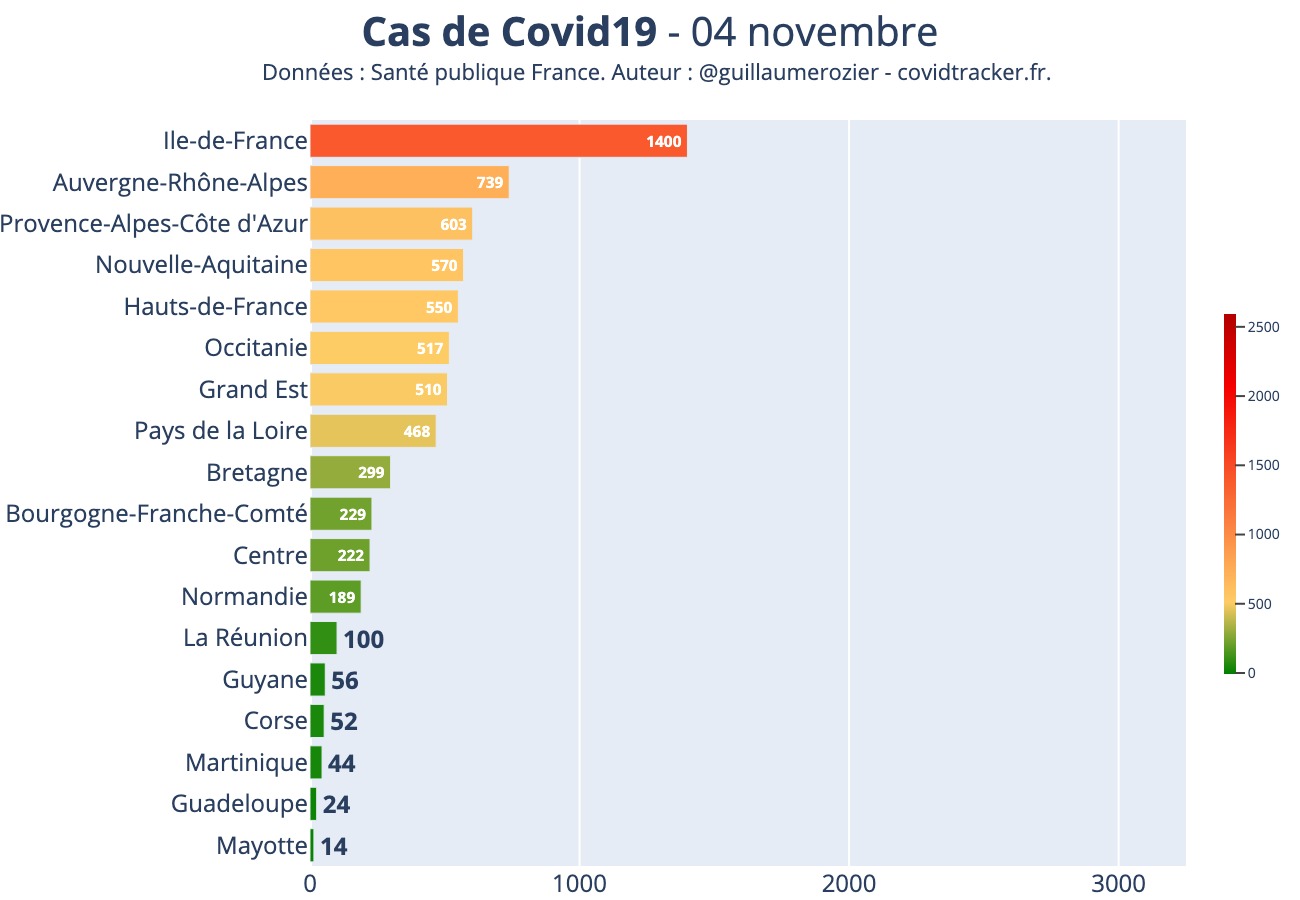 Cas de Covid19 - 04 novembre
Données : Santé publique France. Auteur : @guillaumerozier - covidtracker.fr.
Ile-de-France 1400
Auvergne-Rhône-Alpes 739
Provence-Alpes-Côte d'Azur 603
Nouvelle-Aquitaine 570
Hauts-de-France 550
Occitanie 517
Grand Est 510
Pays de la Loire 468
Bretagne 299
Bourgogne-Franche-Comté 229
Centre 222
Normandie 189
La Réunion 100
Guyane 56
Corse 52
Martinique 44
Guadeloupe 24
Mayotte 14
0 1000 2000 3000
2500
2000
1500
1000
500
0